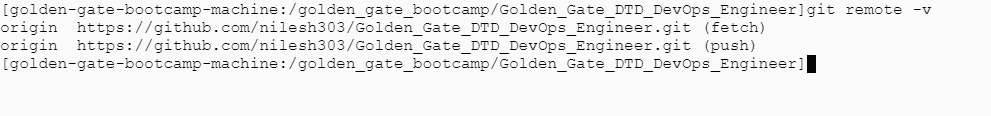 [golden-gate-bootcamp-machine:/golden_gate_bootcamp/Golden_Gate_DTD_DevOps_Engineer]git remote -v
origin  https://github.com/nilesh303/Golden_Gate_DTD_DevOps_Engineer.git (fetch)
origin  https://github.com/nilesh303/Golden_Gate_DTD_DevOps_Engineer.git (push)
[golden-gate-bootcamp-machine:/golden_gate_bootcamp/Golden_Gate_DTD_DevOps_Engineer]